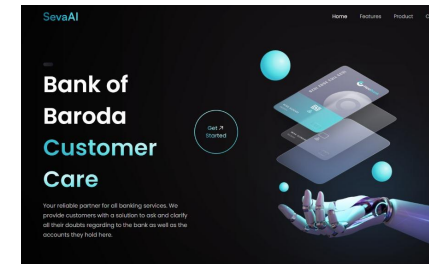 SevaAI
Home Features Product
Bank of
Baroda
Customer
Care
Get ↗
Started
Your reliable partner for all banking services. We
provide customers with a solution to ask and clarify
all their doubts regarding to the bank as well as the
accounts they hold here.